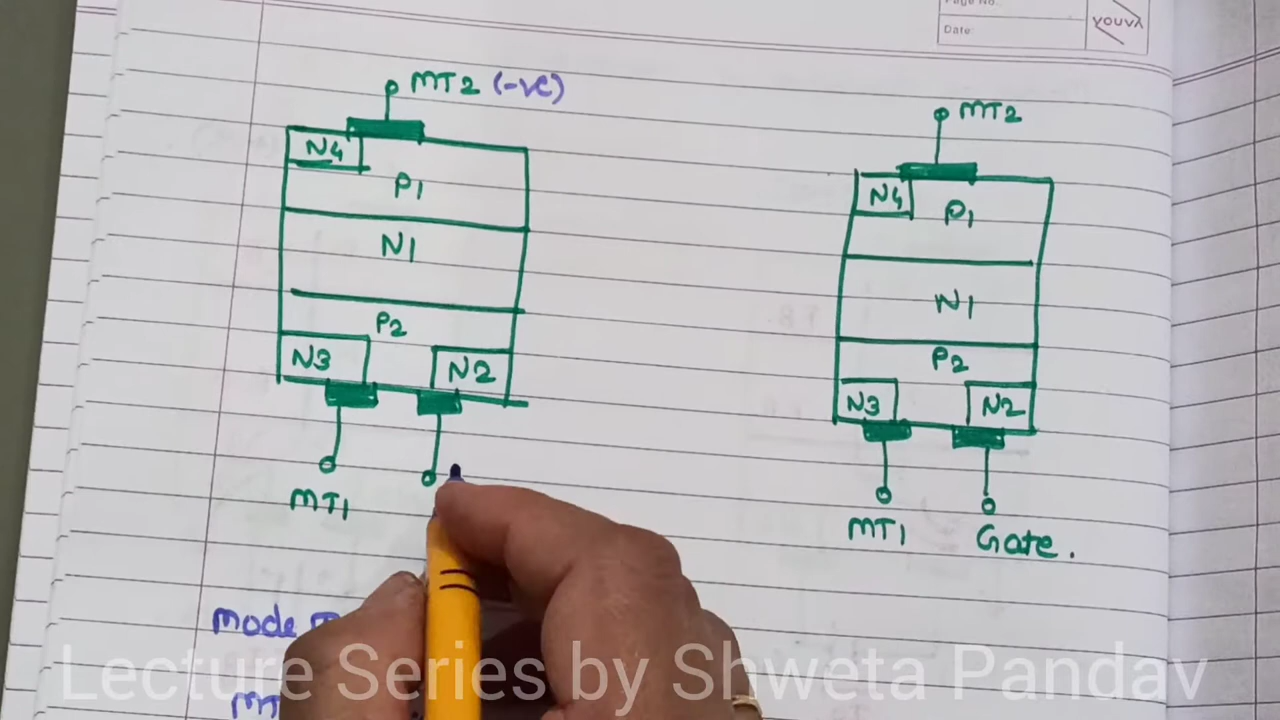 Page No.
Date:
youva
MT2 (-ve)
N4
P1
N1
P2
N3
N2
MT1
MT2
N4
P1
N1
P2
N3
N2
MT1
Gate.
Mode
MT
Lecture Series by Shweta Pandav